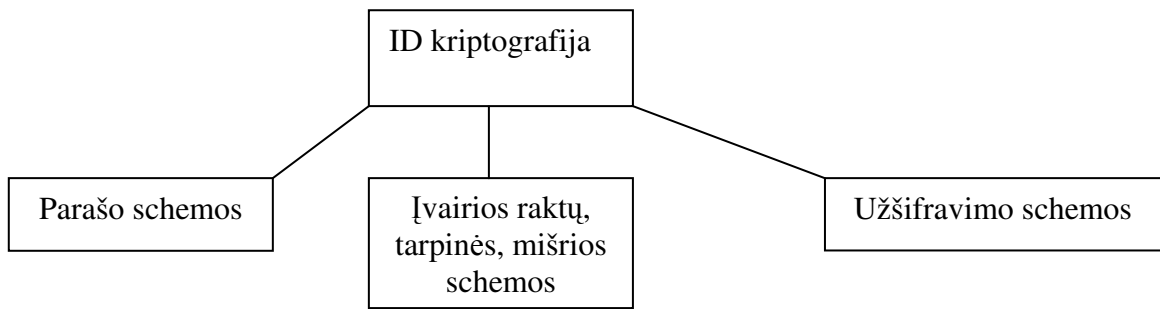 ID kriptografija
Parašo schemos
Įvairios raktų,
tarpinės, mišrios
schemos
Užšifravimo schemos